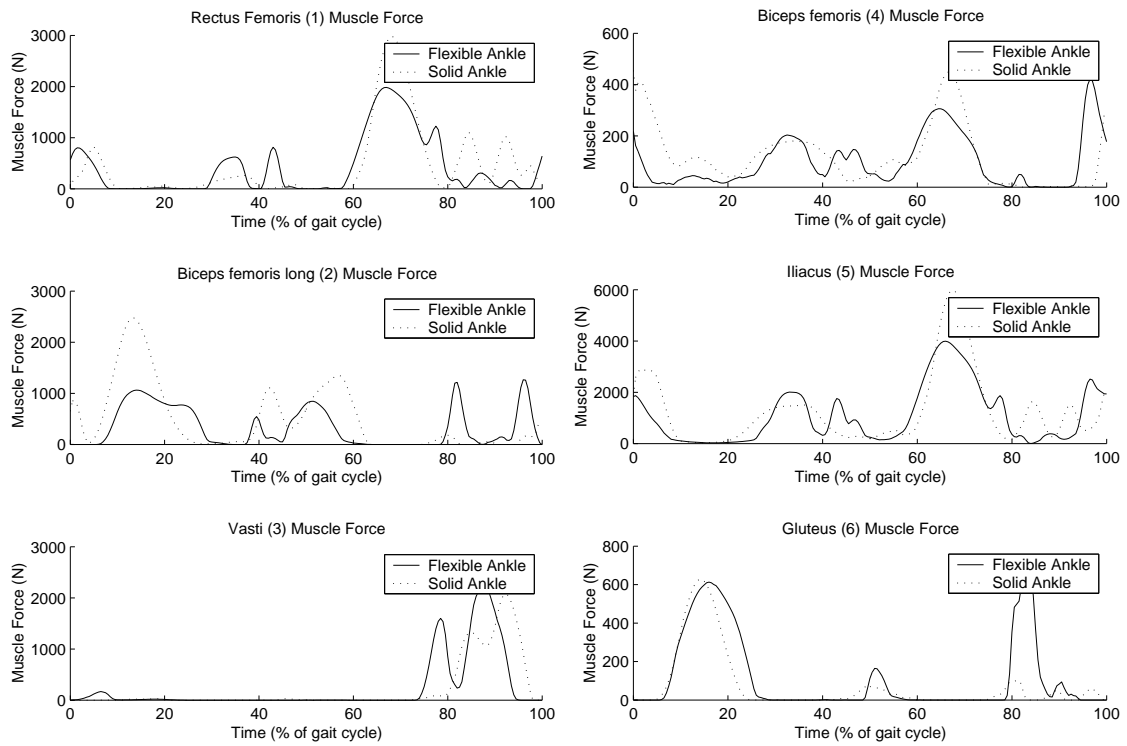 Rectus Femoris (1) Muscle Force
3000
2000
1000
0
Muscle Force (N)
Flexible Ankle
Solid Ankle
0 20 40 60 80 100
Time (% of gait cycle)
Biceps femoris (4) Muscle Force
600
400
200
0
Muscle Force (N)
Flexible Ankle
Solid Ankle
0 20 40 60 80 100
Time (% of gait cycle)
Biceps femoris long (2) Muscle Force
3000
2000
1000
0
Muscle Force (N)
Flexible Ankle
Solid Ankle
0 20 40 60 80 100
Time (% of gait cycle)
Iliacus (5) Muscle Force
6000
4000
2000
0
Muscle Force (N)
Flexible Ankle
Solid Ankle
0 20 40 60 80 100
Time (% of gait cycle)
Vasti (3) Muscle Force
3000
2000
1000
0
Muscle Force (N)
Flexible Ankle
Solid Ankle
0 20 40 60 80 100
Time (% of gait cycle)
Gluteus (6) Muscle Force
800
600
400
200
0
Muscle Force (N)
Flexible Ankle
Solid Ankle
0 20 40 60 80 100
Time (% of gait cycle)